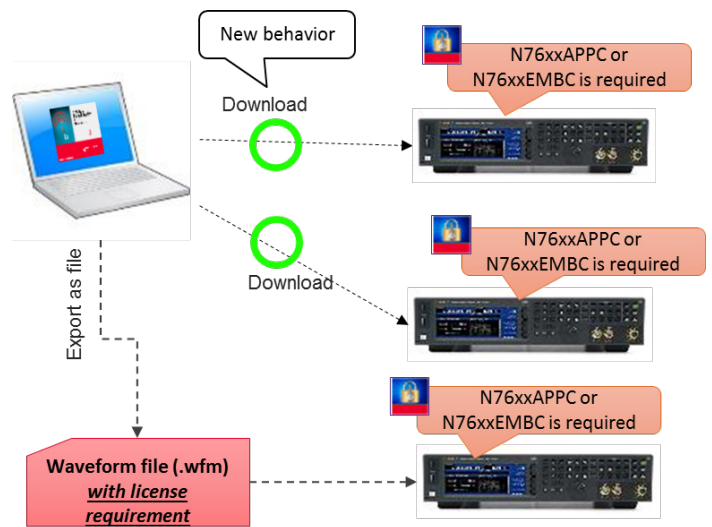 New behavior
N76xxAPPC or
N76xxEMBC is required
Download
N76xxAPPC or
N76xxEMBC is required
Download
Export as file
N76xxAPPC or
N76xxEMBC is required
Waveform file (.wfm)
with license
requirement